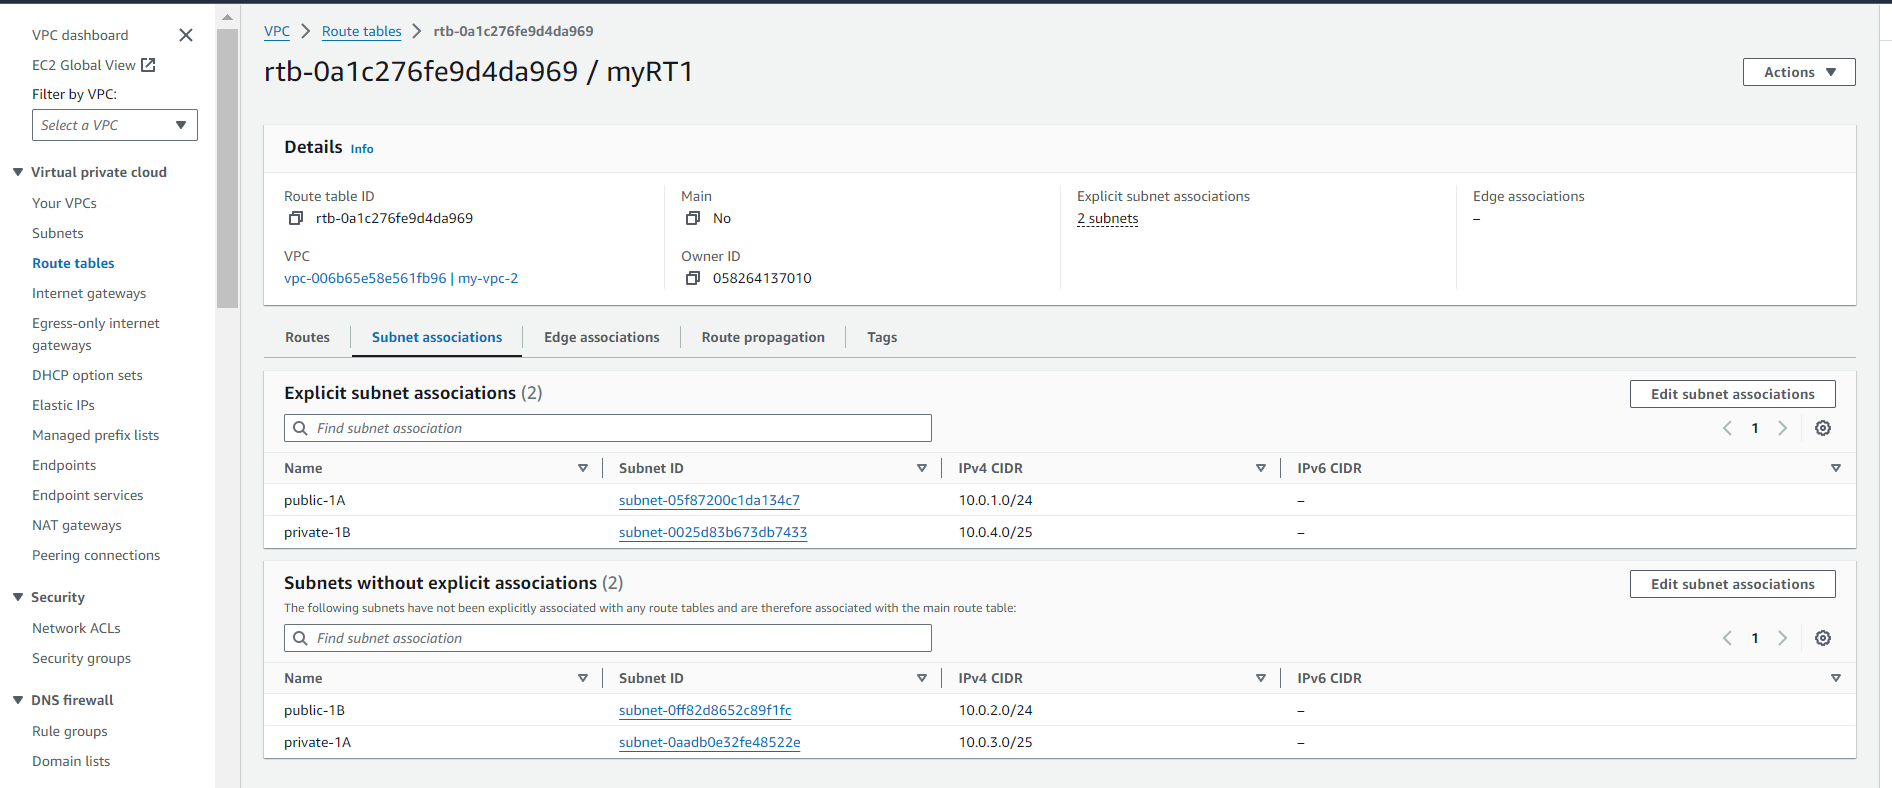 VPC dashboard
EC2 Global View
Filter by VPC:
Select a VPC
Virtual private cloud
Your VPCs
Subnets
Route tables
Internet gateways
Egress-only internet
gateways
DHCP option sets
Elastic IPs
Managed prefix lists
Endpoints
Endpoint services
NAT gateways
Peering connections
Security
Network ACLs
Security groups
DNS firewall
Rule groups
Domain lists
VPC > Route tables > rtb-0a1c276fe9d4da969
rtb-0a1c276fe9d4da969 / myRT1
Actions
Details Info
Route table ID
rtb-0a1c276fe9d4da969
Main
No
Explicit subnet associations
2 subnets
Edge associations
–
VPC
vpc-006b65e58e561fb96 | my-vpc-2
Owner ID
058264137010
Routes Subnet associations Edge associations Route propagation Tags
Explicit subnet associations (2)
Edit subnet associations
Find subnet association
1
Name Subnet ID IPv4 CIDR IPv6 CIDR
public-1A subnet-05f87200c1da134c7 10.0.1.0/24 –
private-1B subnet-0025d83b673db7433 10.0.4.0/25 –
Subnets without explicit associations (2)
Edit subnet associations
The following subnets have not been explicitly associated with any route tables and are therefore associated with the main route table:
Find subnet association
1
Name Subnet ID IPv4 CIDR IPv6 CIDR
public-1B subnet-0ff82d8652c89f1fc 10.0.2.0/24 –
private-1A subnet-0aadb0e32fe48522e 10.0.3.0/25 –